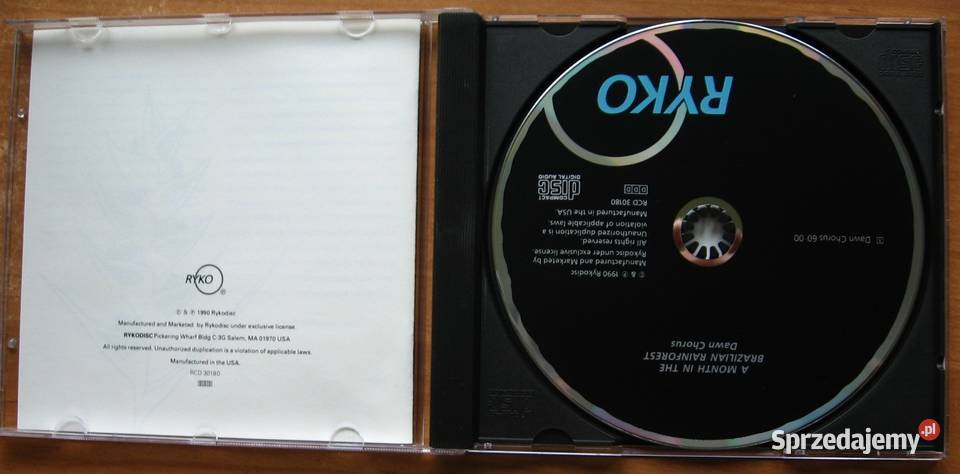 RYKO
®
© & ℗ 1990 Rykodisc
Manufactured and Marketed by Rykodisc under exclusive license.
RYKODISC Pickering Wharf Bldg C-3G Salem, MA 01970 USA
All rights reserved. Unauthorized duplication is a violation of applicable laws.
Manufactured in the USA.
RCD 30180
DDD
A MONTH IN THE
BRAZILIAN RAINFOREST
Dawn Chorus
1 Dawn Chorus 60:00
© & ℗ 1990 Rykodisc
Manufactured and Marketed by
Rykodisc under exclusive license.
All rights reserved.
Unauthorized duplication is a
violation of applicable laws.
Manufactured in the USA.
RCD 30180
DDD
COMPACT
disc
DIGITAL AUDIO
RYKO
Sprzedajemy.pl